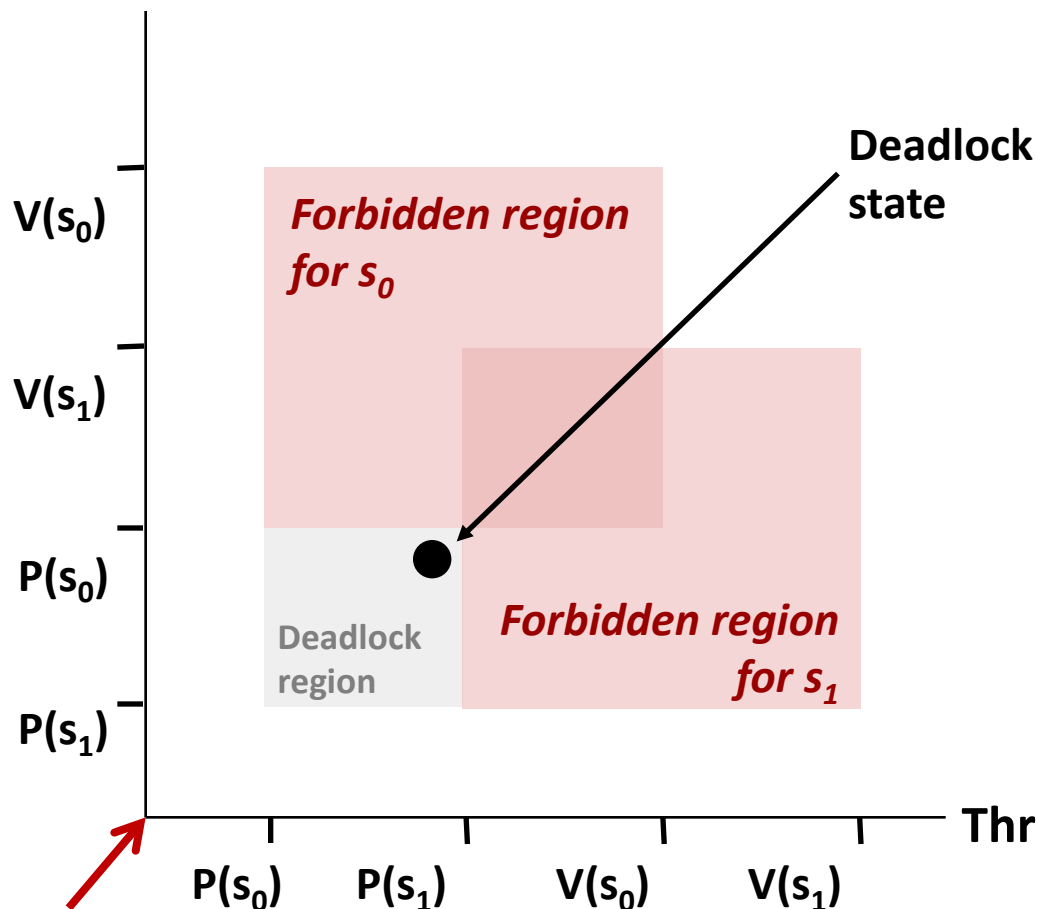 Deadlock
state
V(s₀)
Forbidden region
for s₀
V(s₁)
P(s₀)
Deadlock
region
Forbidden region
for s₁
P(s₁)
Thr
P(s₀) P(s₁) V(s₀) V(s₁)